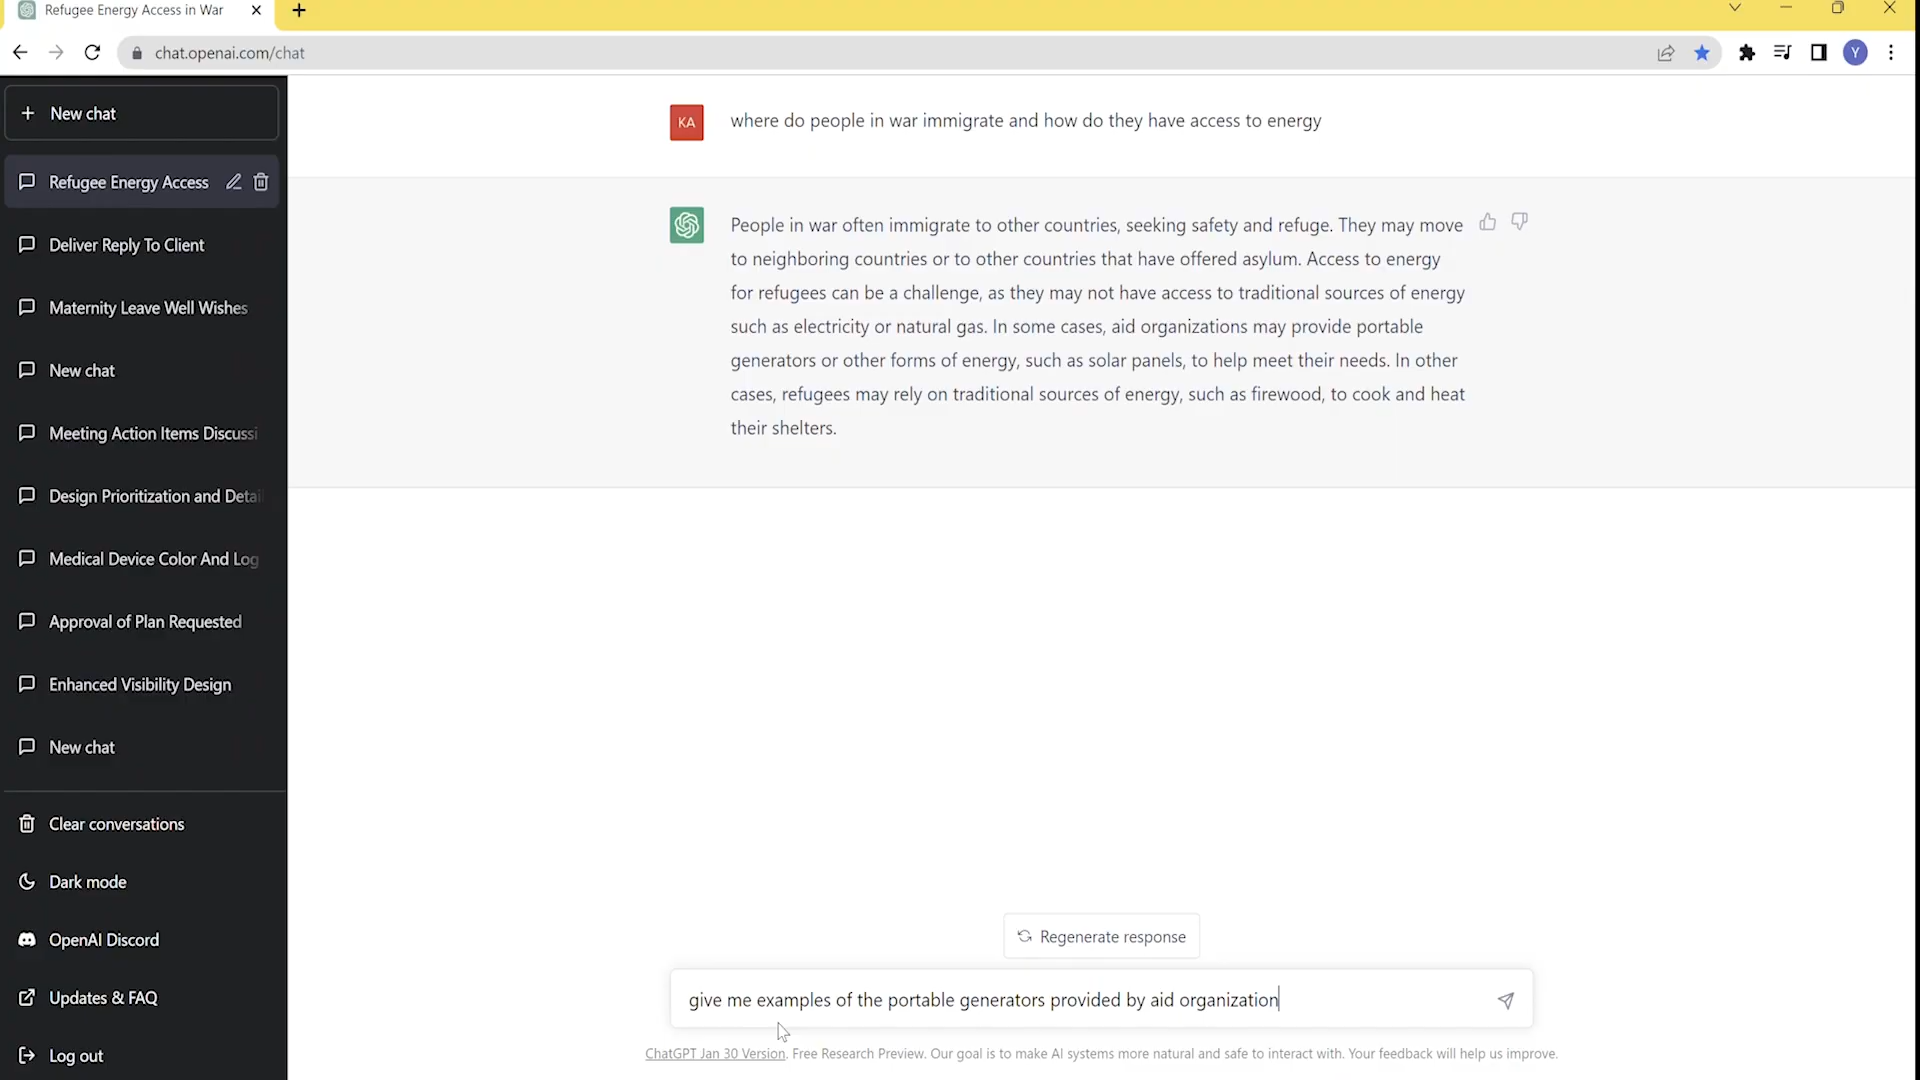 Refugee Energy Access in War
chat.openai.com/chat
Y
New chat
Refugee Energy Access
Deliver Reply To Client
Maternity Leave Well Wishes
New chat
Meeting Action Items Discussi
Design Prioritization and Detai
Medical Device Color And Log
Approval of Plan Requested
Enhanced Visibility Design
New chat
Clear conversations
Dark mode
OpenAI Discord
Updates & FAQ
Log out
KA
where do people in war immigrate and how do they have access to energy
People in war often immigrate to other countries, seeking safety and refuge. They may move
to neighboring countries or to other countries that have offered asylum. Access to energy
for refugees can be a challenge, as they may not have access to traditional sources of energy
such as electricity or natural gas. In some cases, aid organizations may provide portable
generators or other forms of energy, such as solar panels, to help meet their needs. In other
cases, refugees may rely on traditional sources of energy, such as firewood, to cook and heat
their shelters.
Regenerate response
give me examples of the portable generators provided by aid organization
ChatGPT Jan 30 Version. Free Research Preview. Our goal is to make AI systems more natural and safe to interact with. Your feedback will help us improve.